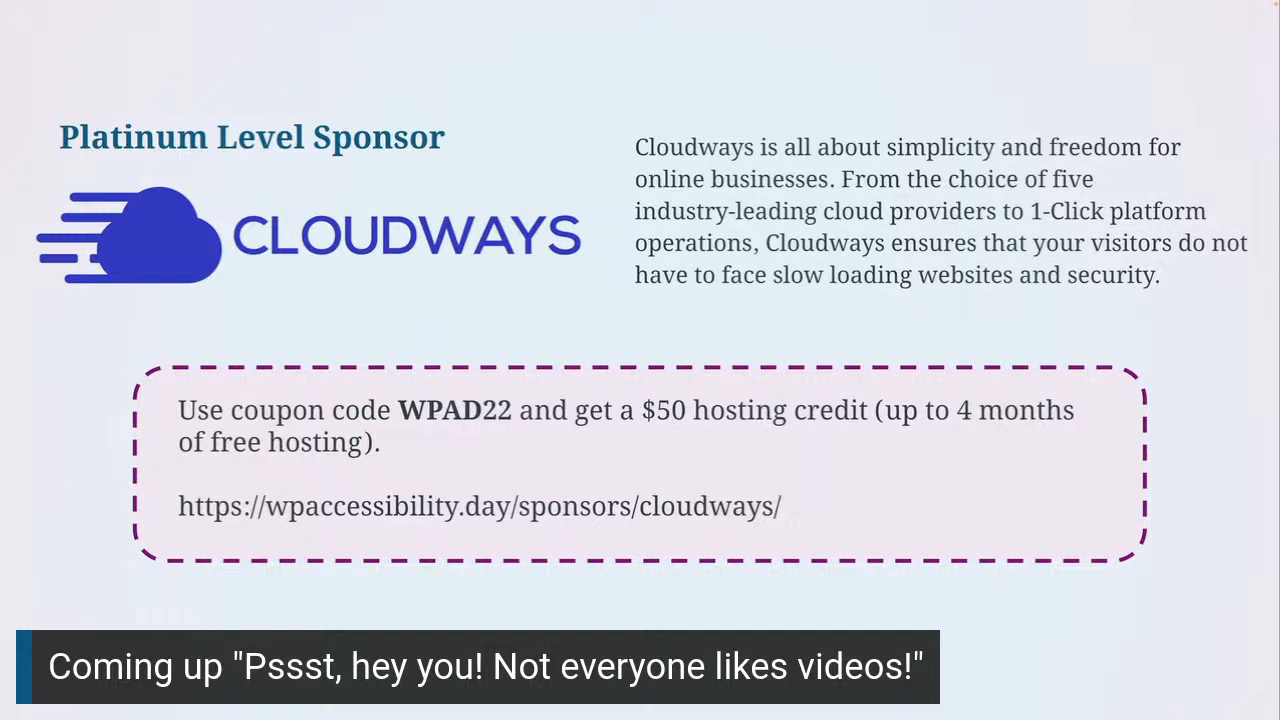 Platinum Level Sponsor
CLOUDWAYS
Cloudways is all about simplicity and freedom for
online businesses. From the choice of five
industry-leading cloud providers to 1-Click platform
operations, Cloudways ensures that your visitors do not
have to face slow loading websites and security.
Use coupon code WPAD22 and get a $50 hosting credit (up to 4 months
of free hosting).
https://wpaccessibility.day/sponsors/cloudways/
Coming up "Pssst, hey you! Not everyone likes videos!"